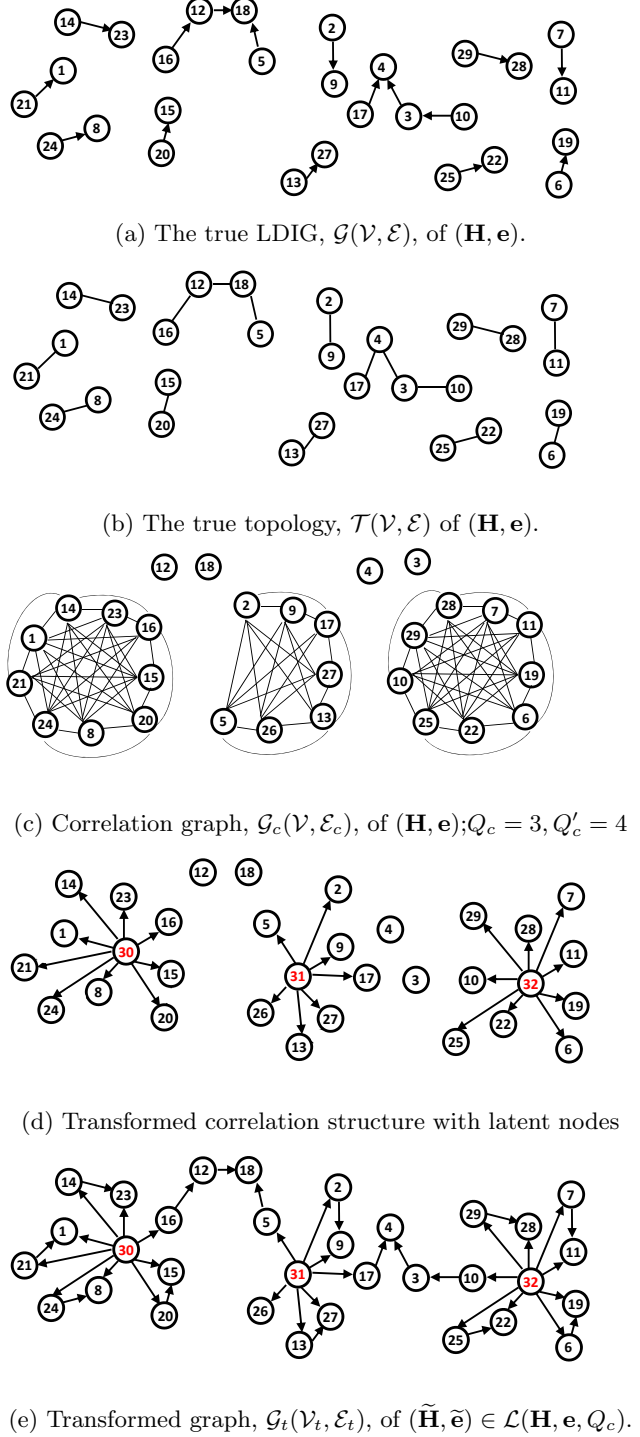 14 23 12 18 2 7
1 16 5 4 29 28
21 9 11
24 8 15 17 3 10 19
20 13 27 25 22 6
(a) The true LDIG, 𝒢(𝒱, ℰ), of (𝐇, 𝐞).
14 23 12 18 2 7
1 16 5 4 29 28
21 9 11
24 8 15 17 3 10 19
20 13 27 25 22 6
(b) The true topology, 𝒯(𝒱, ℰ) of (𝐇, 𝐞).
12 18 4 3
14 23 2 9 28 7
1 16 17 29 11
21 15 27 10 19
24 8 20 5 26 13 25 22 6
(c) Correlation graph, 𝒢c(𝒱, ℰc), of (𝐇, 𝐞);Qc = 3, Q′c = 4
12 18
14 23 2 29 7
1 16 5 4 28
21 30 15 31 9 17 3 10 32 11
24 8 20 26 13 27 25 22 19 6
(d) Transformed correlation structure with latent nodes
12 18
14 23 2 29 7
1 16 5 4 28
21 30 15 31 9 17 3 10 32 11
24 8 20 26 13 27 25 22 19 6
(e) Transformed graph, 𝒢t(𝒱t, ℰt), of (𝐇̃, 𝐞̃) ∈ ℒ(𝐇, 𝐞, Qc).